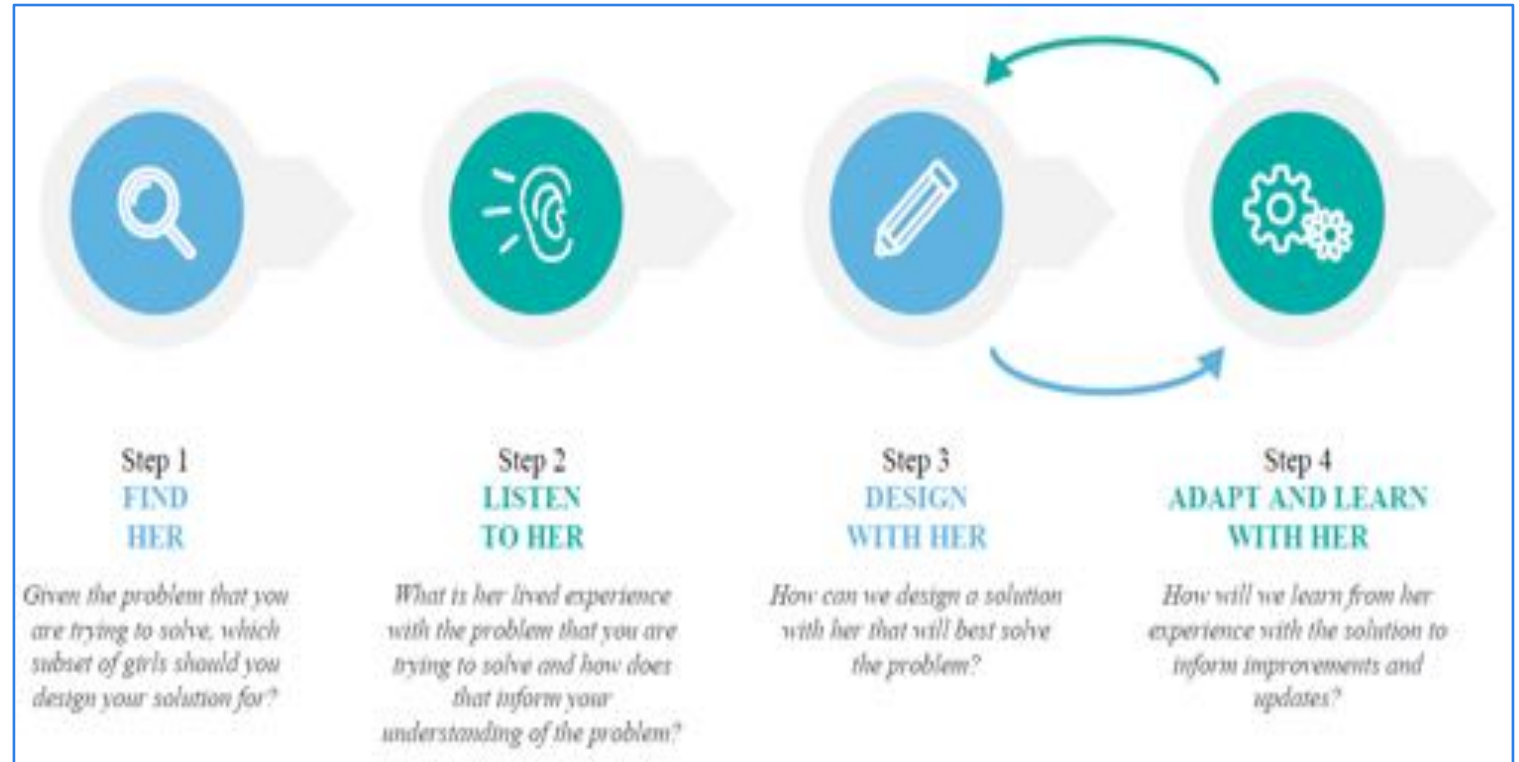 Step 1
FIND
HER
Given the problem that you
are trying to solve, which
subset of girls should you
design your solution for?
Step 2
LISTEN
TO HER
What is her lived experience
with the problem that you are
trying to solve and how does
that inform your
understanding of the problem?
Step 3
DESIGN
WITH HER
How can we design a solution
with her that will best solve
the problem?
Step 4
ADAPT AND LEARN
WITH HER
How will we learn from her
experience with the solution to
inform improvements and
updates?